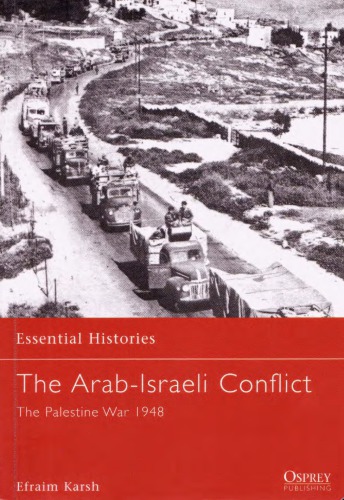 Essential Histories
The Arab-Israeli Conflict
The Palestine War 1948
Efraim Karsh
OSPREY
PUBLISHING